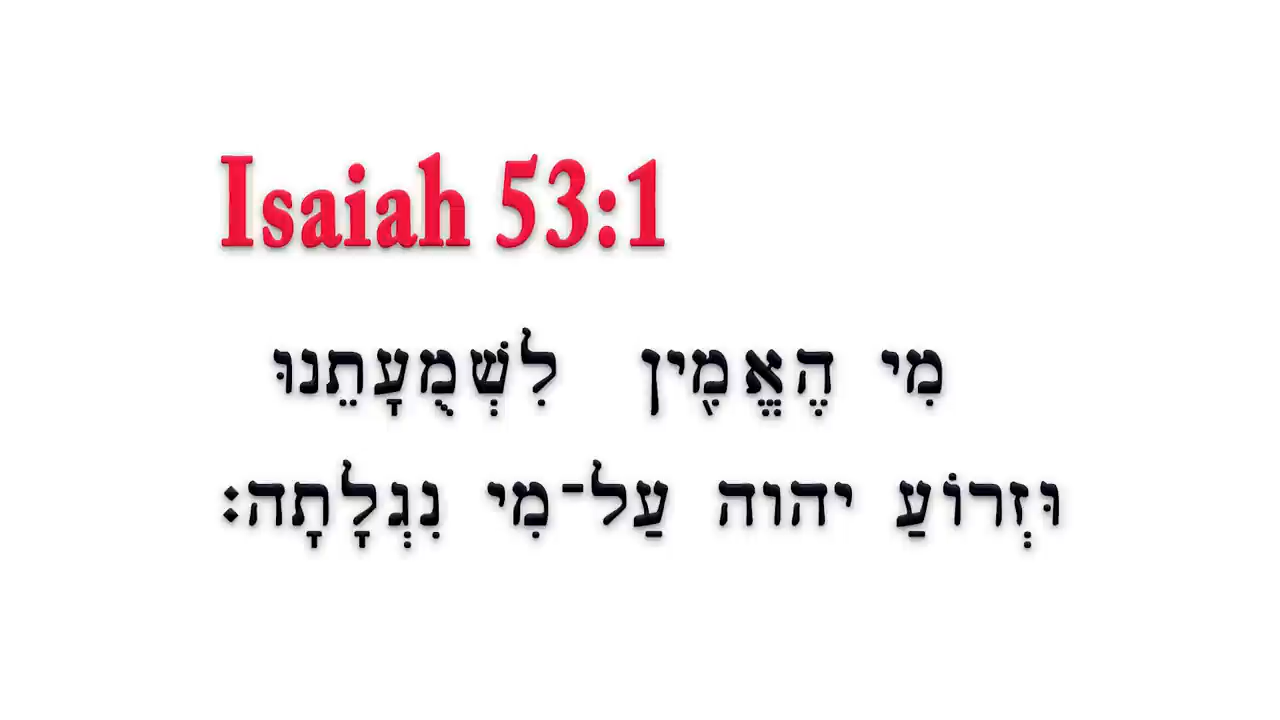 Isaiah 53:1
מִי הֶאֱמִ֖ין לִשְׁמֻעָתֵנוּ
וּזְרוֹעַ יהוה עַל־מִי נִגְלָתָה׃